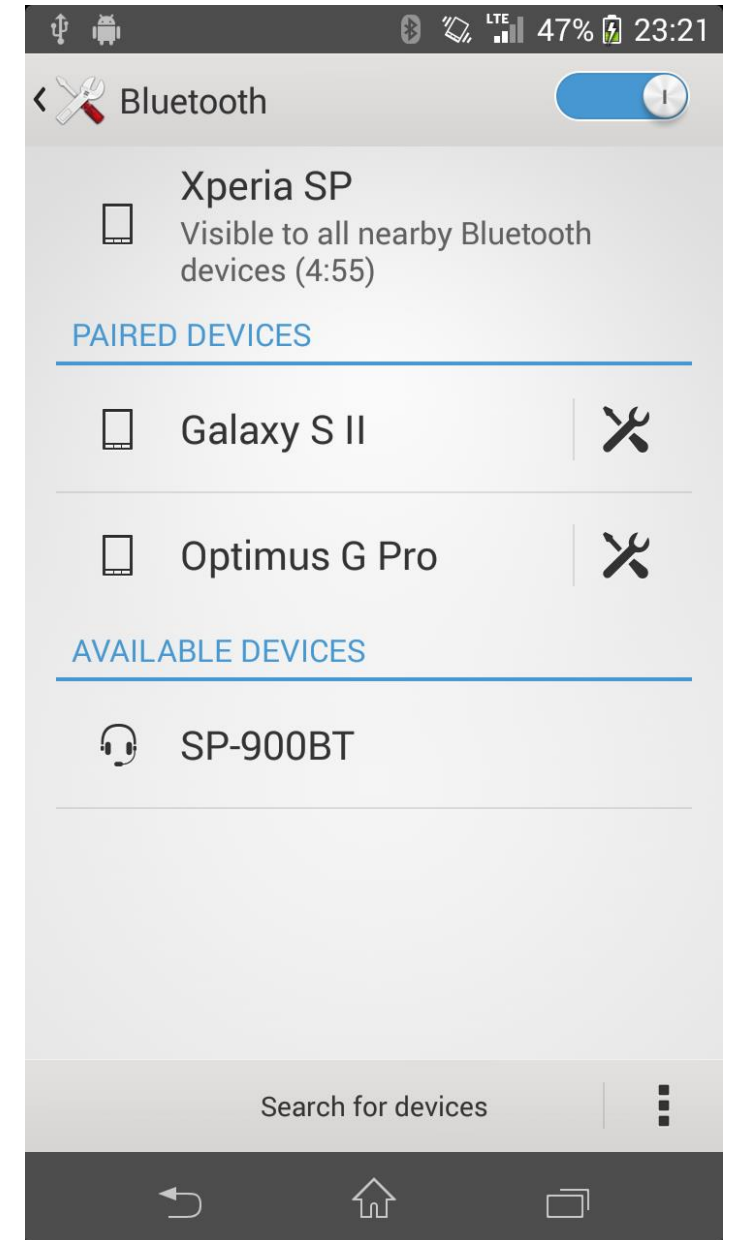 LTE 47% 23:21
Bluetooth
Xperia SP
Visible to all nearby Bluetooth
devices (4:55)
PAIRED DEVICES
Galaxy S II
Optimus G Pro
AVAILABLE DEVICES
SP-900BT
Search for devices